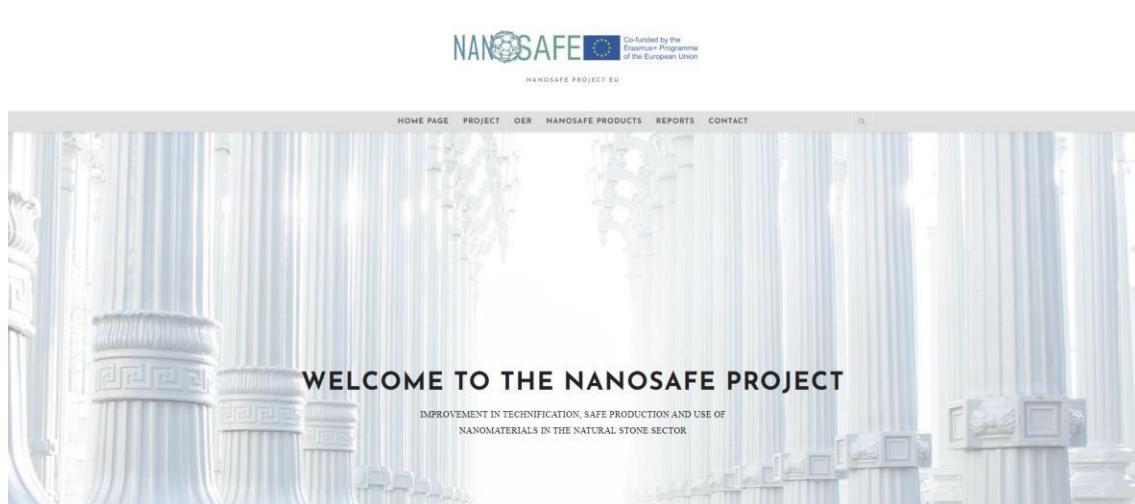 NANOSAFE
Co-funded by the
Erasmus+ Programme
of the European Union
NANOSAFE PROJECT EU
HOME PAGE PROJECT OER NANOSAFE PRODUCTS REPORTS CONTACT
WELCOME TO THE NANOSAFE PROJECT
IMPROVEMENT IN TECHNIFICATION, SAFE PRODUCTION AND USE OF
NANOMATERIALS IN THE NATURAL STONE SECTOR